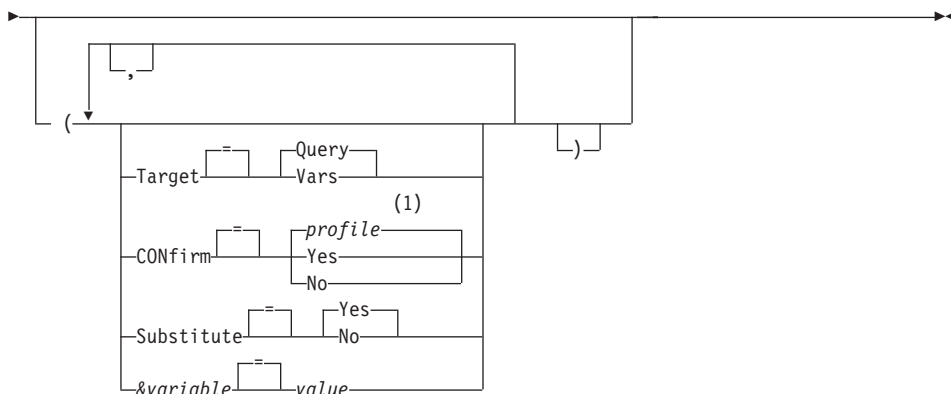 ,
(
)
=
Query
Target
Vars
(1)
=
profile
CONfirm
Yes
No
=
Yes
Substitute
No
=
&variable
value